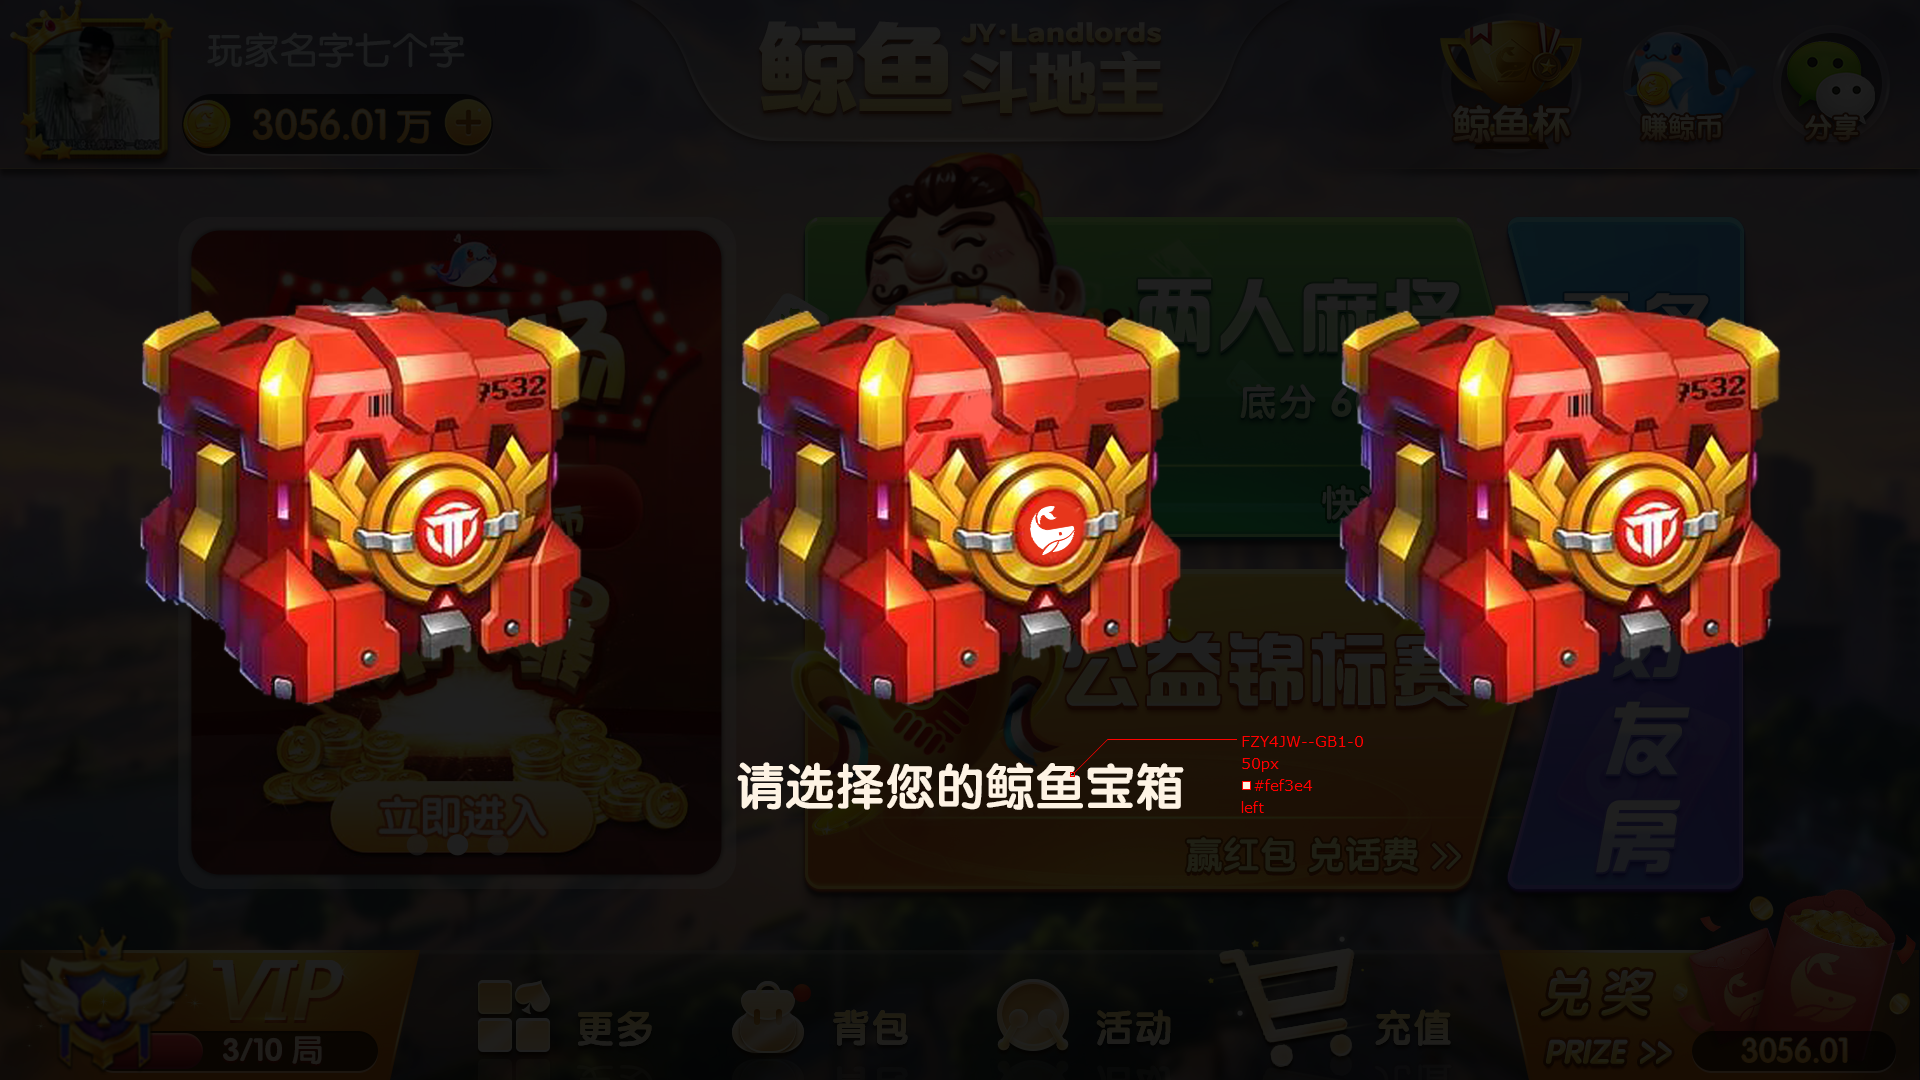 玩家名字七个字
3056.01万
鲸鱼
JY·Landlords
斗地主
鲸鱼杯
赚鲸币
分享
两人麻将
底分 6
9532
9532
公益锦标赛
好友房
请选择您的鲸鱼宝箱
FZY4JW--GB1-0
50px
#fef3e4
left
立即进入
赢红包 兑话费 >>
VIP
3/10 局
更多
背包
活动
充值
兑奖
PRIZE >>
3056.01